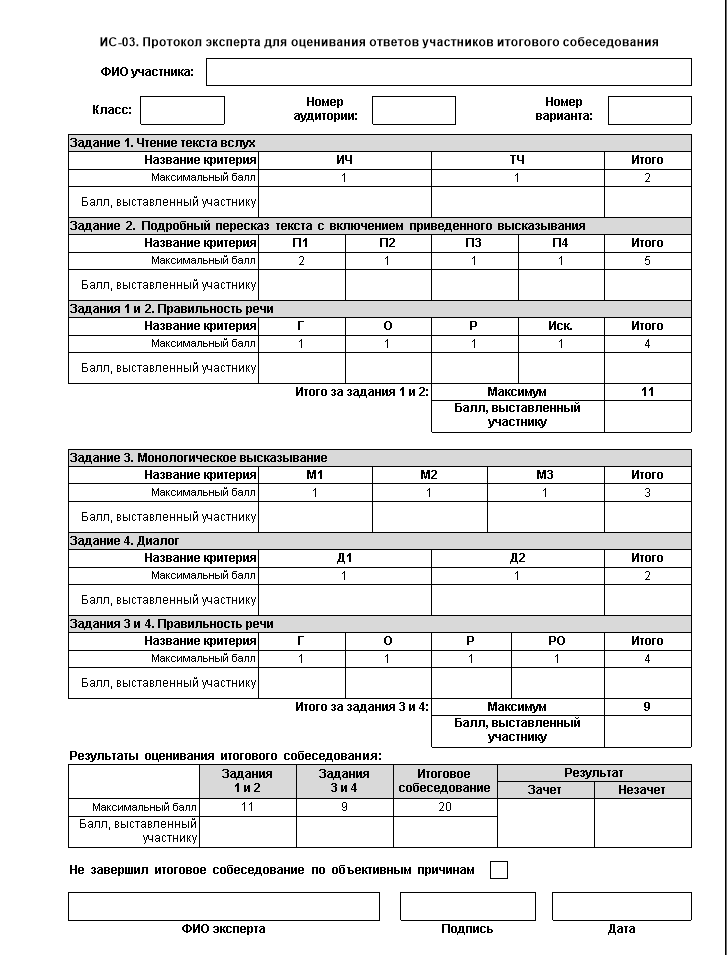 ИС-03. Протокол эксперта для оценивания ответов участников итогового собеседования
ФИО участника:
Класс: Номер аудитории: Номер варианта:
Задание 1. Чтение текста вслух
Название критерия ИЧ ТЧ Итого
Максимальный балл 1 1 2
Балл, выставленный участнику
Задание 2. Подробный пересказ текста с включением приведенного высказывания
Название критерия П1 П2 П3 П4 Итого
Максимальный балл 2 1 1 1 5
Балл, выставленный участнику
Задания 1 и 2. Правильность речи
Название критерия Г О Р Иск. Итого
Максимальный балл 1 1 1 1 4
Балл, выставленный участнику
Итого за задания 1 и 2: Максимум 11
Балл, выставленный
участнику
Задание 3. Монологическое высказывание
Название критерия М1 М2 М3 Итого
Максимальный балл 1 1 1 3
Балл, выставленный участнику
Задание 4. Диалог
Название критерия Д1 Д2 Итого
Максимальный балл 1 1 2
Балл, выставленный участнику
Задания 3 и 4. Правильность речи
Название критерия Г О Р РО Итого
Максимальный балл 1 1 1 1 4
Балл, выставленный участнику
Итого за задания 3 и 4: Максимум 9
Балл, выставленный
участнику
Результаты оценивания итогового собеседования:
Задания 1 и 2 Задания 3 и 4 Итоговое собеседование Результат
Зачет Незачет
Максимальный балл 11 9 20
Балл, выставленный
участнику
Не завершил итоговое собеседование по объективным причинам
ФИО эксперта Подпись Дата